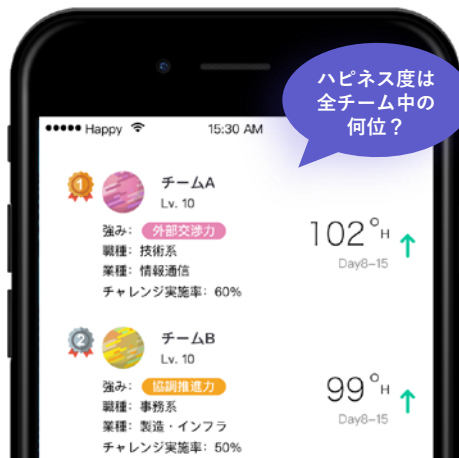 ハピネス度は
全チーム中の
何位？
Happy 15:30 AM
1
チームA
Lv. 10
強み： 外部交渉力
職種： 技術系
業種： 情報通信
チャレンジ実施率： 60%
102°H
Day8–15
2
チームB
Lv. 10
強み： 協調推進力
職種： 事務系
業種： 製造・インフラ
チャレンジ実施率： 50%
99°H
Day8–15